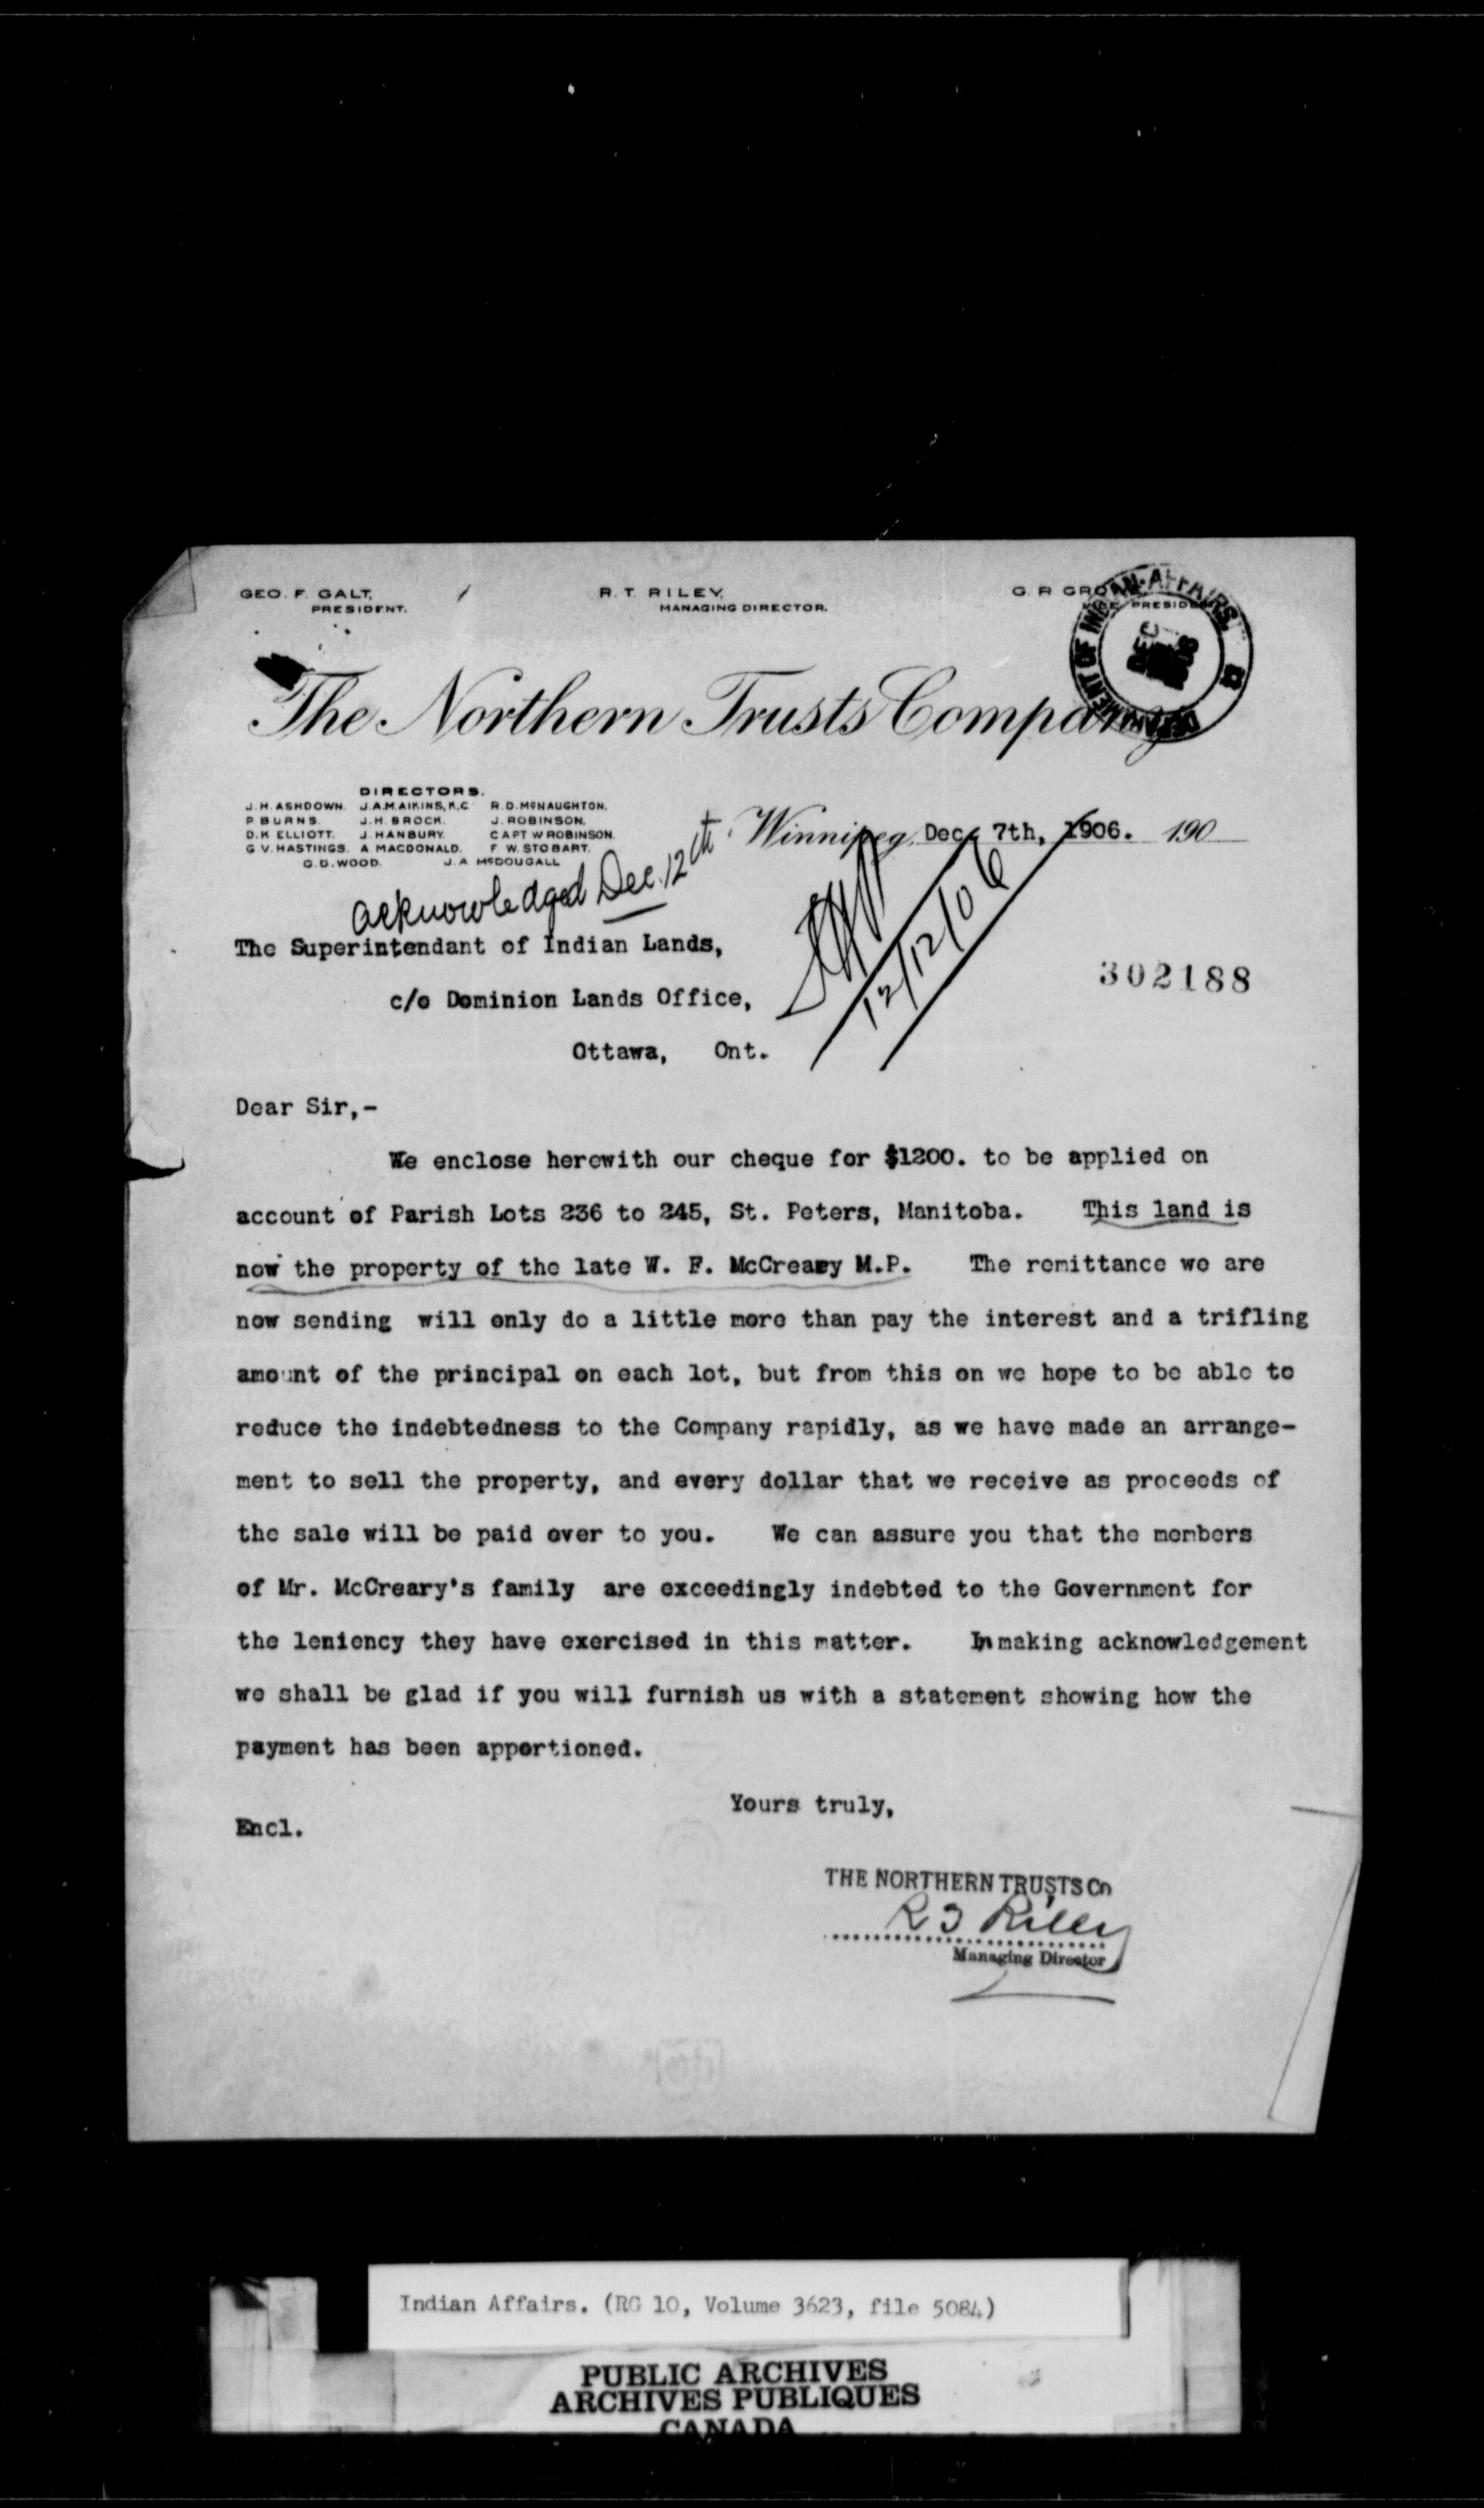 GEO. F. GALT,
PRESIDENT.
R. T. RILEY,
MANAGING DIRECTOR.
G. R. CROWE
VICE PRESIDENT
DEPARTMENT OF INDIAN AFFAIRS.
DEC
The Northern Trusts Company
DIRECTORS.
J. H. ASHDOWN. J. A. M. AIKINS, K.C. R. D. McNAUGHTON.
P. BURNS. J. H. BROCK. J. ROBINSON.
D. K. ELLIOTT. J. HANBURY. CAPT W ROBINSON.
G. V. HASTINGS. A. MACDONALD. F. W. STOBART.
G. D. WOOD. J. A. McDOUGALL
Winnipeg, Dec. 7th, 1906. 190
acknowledged Dec. 12th
12/12/06
The Superintendant of Indian Lands,
302188
c/o Dominion Lands Office,
Ottawa, Ont.
Dear Sir,-
We enclose herewith our cheque for $1200. to be applied on
account of Parish Lots 236 to 245, St. Peters, Manitoba. This land is
now the property of the late W. F. McCreary M.P. The remittance we are
now sending will only do a little more than pay the interest and a trifling
amount of the principal on each lot, but from this on we hope to be able to
reduce the indebtedness to the Company rapidly, as we have made an arrange-
ment to sell the property, and every dollar that we receive as proceeds of
the sale will be paid over to you. We can assure you that the members
of Mr. McCreary's family are exceedingly indebted to the Government for
the leniency they have exercised in this matter. In making acknowledgement
we shall be glad if you will furnish us with a statement showing how the
payment has been apportioned.
Yours truly,
Encl.
THE NORTHERN TRUSTS Co
R T Riley
Managing Director
Indian Affairs. (RG 10, Volume 3623, file 5084)
PUBLIC ARCHIVES
ARCHIVES PUBLIQUES
CANADA